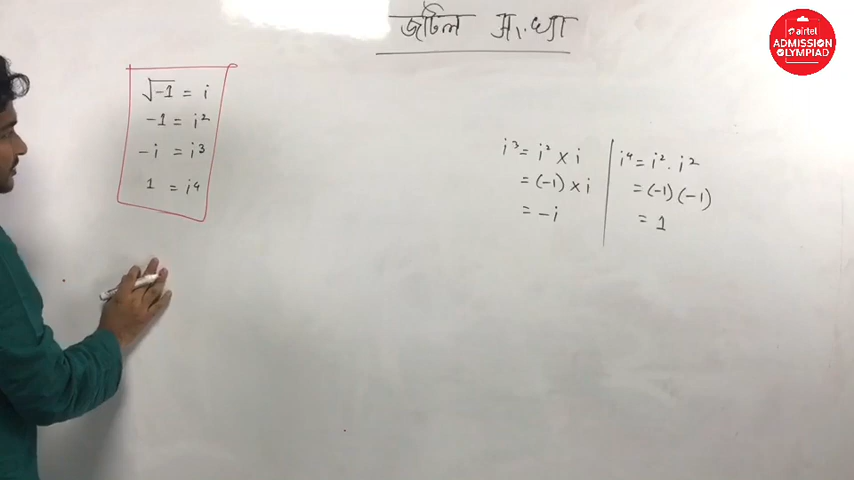 জটিল সংখ্যা
airtel
ADMISSION
OLYMPIAD
√-1 = i
-1 = i²
-i = i³
1 = i⁴
i³ = i² × i
= (-1) × i
= -i
i⁴ = i² . i²
= (-1) (-1)
= 1